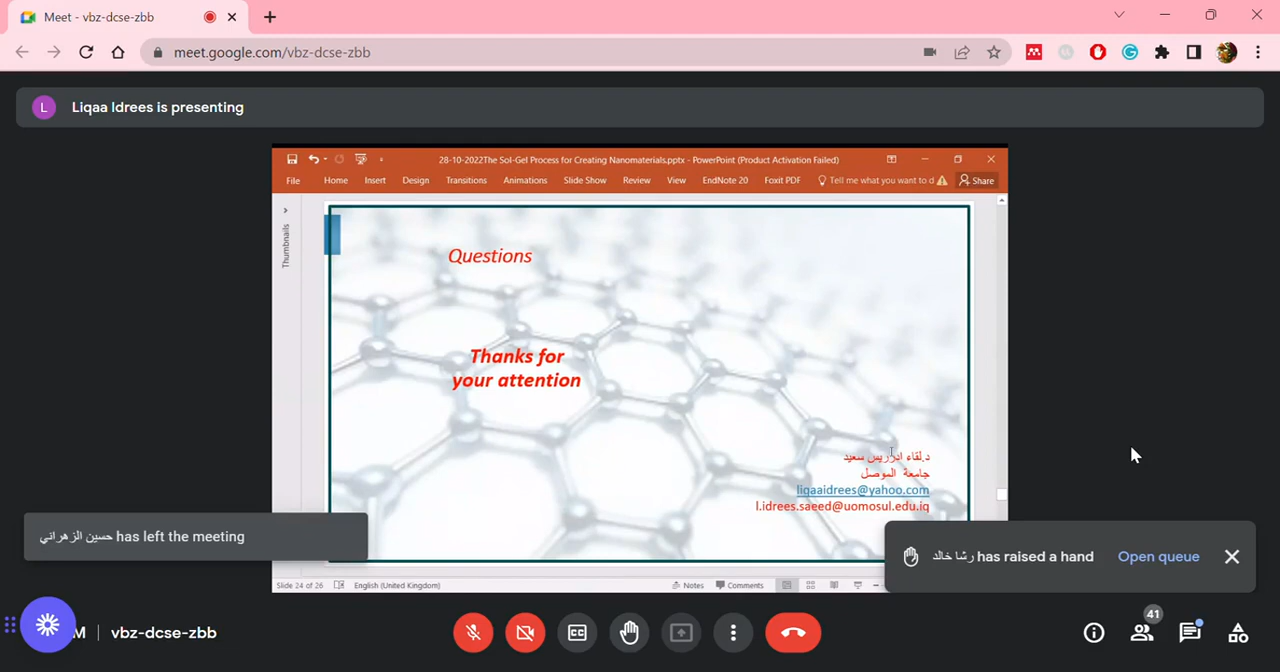 Meet - vbz-dcse-zbb
meet.google.com/vbz-dcse-zbb
L
Liqaa Idrees is presenting
28-10-2022The Sol-Gel Process for Creating Nanomaterials.pptx - PowerPoint (Product Activation Failed)
File Home Insert Design Transitions Animations Slide Show Review View EndNote 20 Foxit PDF Tell me what you want to d Share
Thumbnails
Questions
Thanks for
your attention
د.لقاء ادريس سعيد
جامعة الموصل
liqaaidrees@yahoo.com
l.idrees.saeed@uomosul.edu.iq
حسين الزهراني has left the meeting
رشا خالد has raised a hand
Open queue
Slide 24 of 26 English (United Kingdom) Notes Comments
M | vbz-dcse-zbb
41